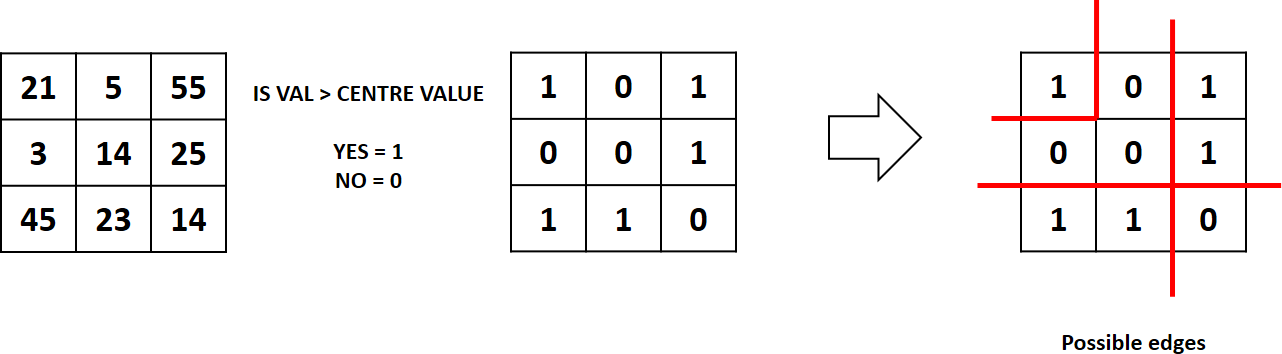 21 5 55
3 14 25
45 23 14
IS VAL > CENTRE VALUE
YES = 1
NO = 0
1 0 1
0 0 1
1 1 0
1 0 1
0 0 1
1 1 0
Possible edges